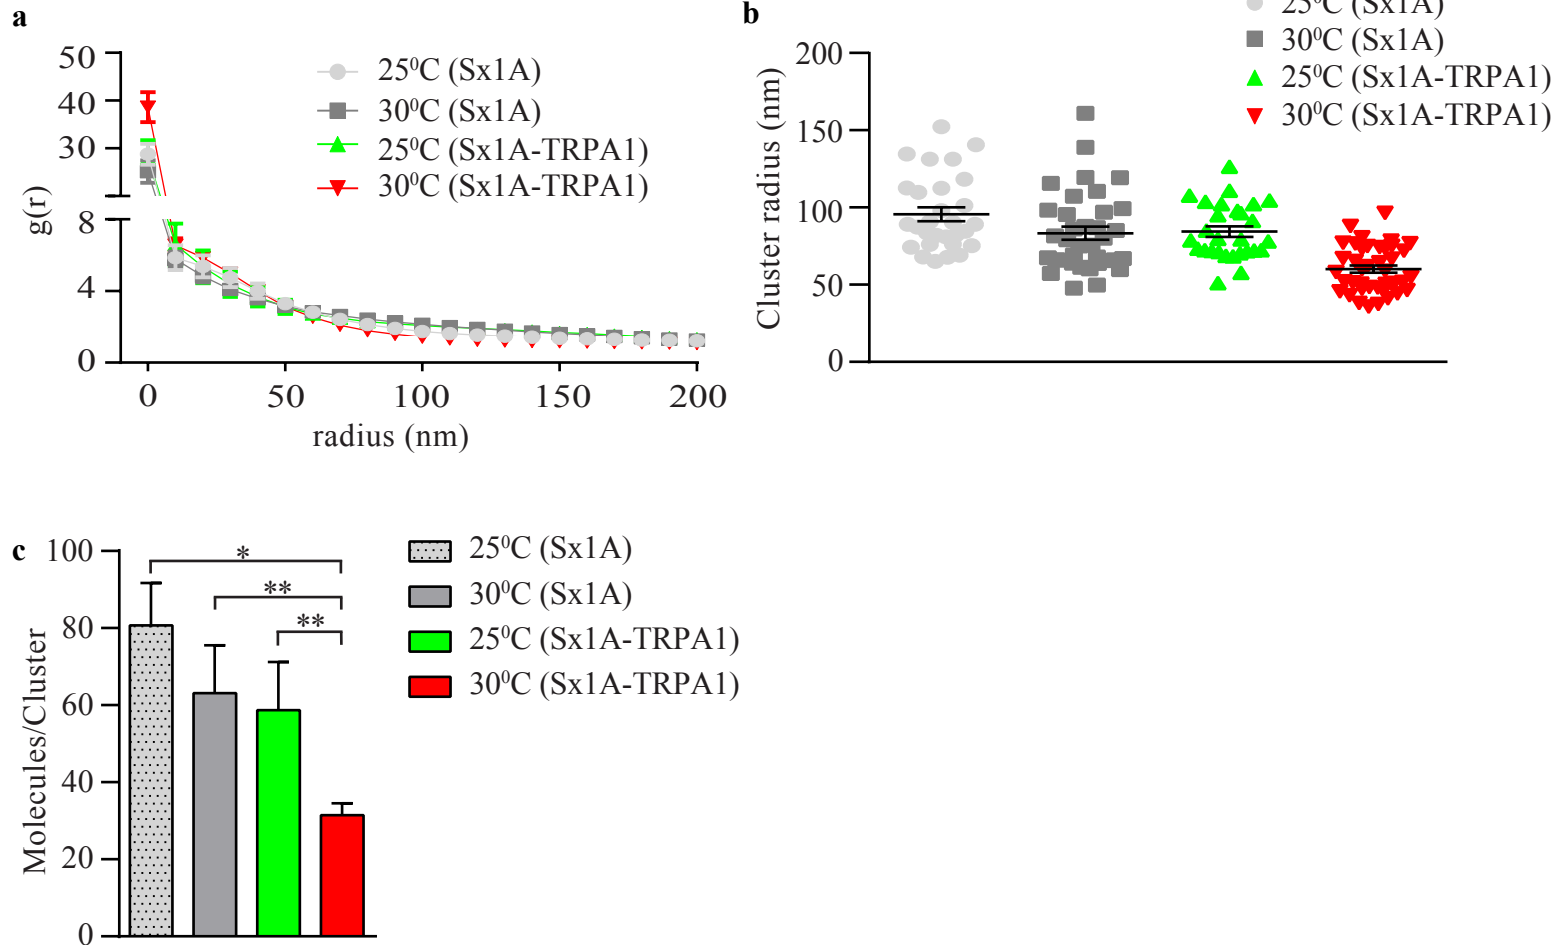 a
50
40
30
8
4
0
g(r)
0 50 100 150 200
radius (nm)
25⁰C (Sx1A)
30⁰C (Sx1A)
25⁰C (Sx1A-TRPA1)
30⁰C (Sx1A-TRPA1)
b
200
150
100
50
0
Cluster radius (nm)
25⁰C (Sx1A)
30⁰C (Sx1A)
25⁰C (Sx1A-TRPA1)
30⁰C (Sx1A-TRPA1)
c
100
80
60
40
20
0
Molecules/Cluster
*
**
**
25⁰C (Sx1A)
30⁰C (Sx1A)
25⁰C (Sx1A-TRPA1)
30⁰C (Sx1A-TRPA1)